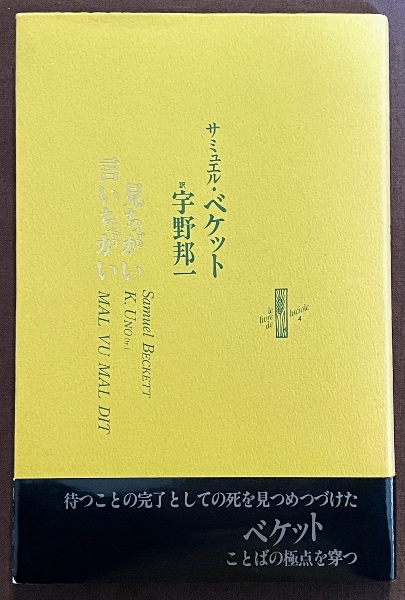 サミュエル・ベケット
訳 宇野邦一
見ちがい
言いちがい
Samuel BECKETT
K. UNO (tr.)
MAL VU MAL DIT
le
livre
de
luciole
4
待つことの完了としての死を見つめつづけた
ベケット
ことばの極点を穿つ